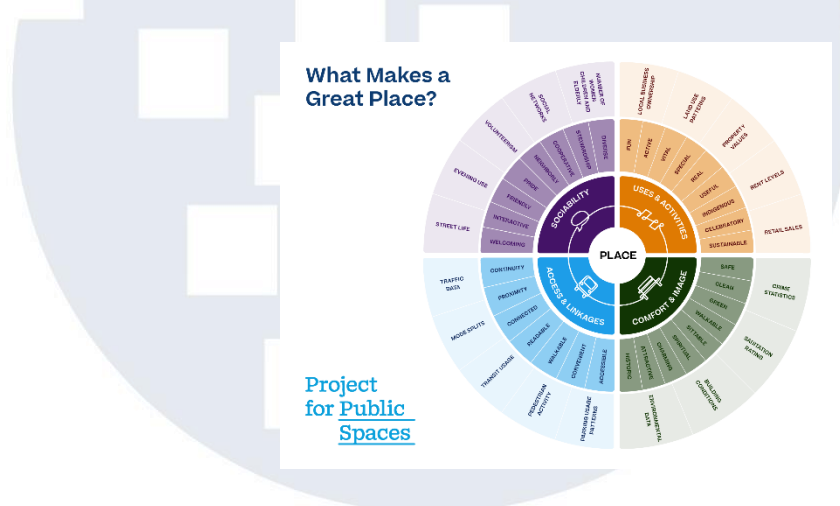 What Makes a
Great Place?
NUMBER OF
WOMEN
CHILDREN AND
ELDERLY
SOCIAL
NETWORKS
VOLUNTEERISM
EVENING USE
STREET LIFE
DIVERSE
STEWARDSHIP
COOPERATIVE
NEIGHBORLY
PRIDE
FRIENDLY
INTERACTIVE
WELCOMING
SOCIABILITY
LOCAL BUSINESS
OWNERSHIP
LAND USE
PATTERNS
PROPERTY
VALUES
RENT LEVELS
RETAIL SALES
FUN
ACTIVE
VITAL
SPECIAL
REAL
USEFUL
INDIGENOUS
CELEBRATORY
SUSTAINABLE
USES & ACTIVITIES
PLACE
ACCESS & LINKAGES
CONTINUITY
PROXIMITY
CONNECTED
READABLE
WALKABLE
CONVENIENT
ACCESSIBLE
TRAFFIC
DATA
MODE SPLITS
TRANSIT USAGE
PEDESTRIAN
ACTIVITY
PARKING USAGE
PATTERNS
COMFORT & IMAGE
SAFE
CLEAN
GREEN
WALKABLE
SITTABLE
SPIRITUAL
CHARMING
ATTRACTIVE
HISTORIC
CRIME
STATISTICS
SANITATION
RATING
BUILDING
CONDITIONS
ENVIRONMENTAL
DATA
Project
for Public
Spaces